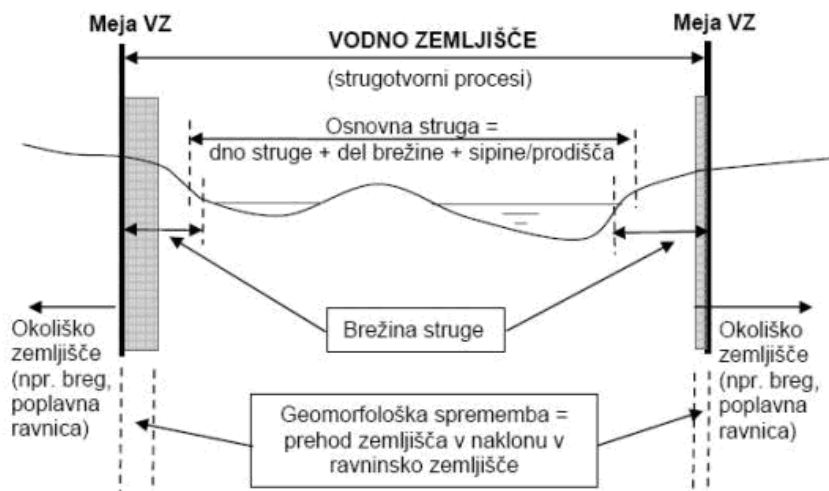 Meja VZ
Meja VZ
VODNO ZEMLJIŠČE
(strugotvorni procesi)
Osnovna struga =
dno struge + del brežine + sipine/prodišča
Brežina struge
Okoliško
zemljišče
(npr. breg,
poplavna
ravnica)
Okoliško
zemljišče
(npr. breg,
poplavna
ravnica)
Geomorfološka sprememba =
prehod zemljišča v naklonu v
ravninsko zemljišče